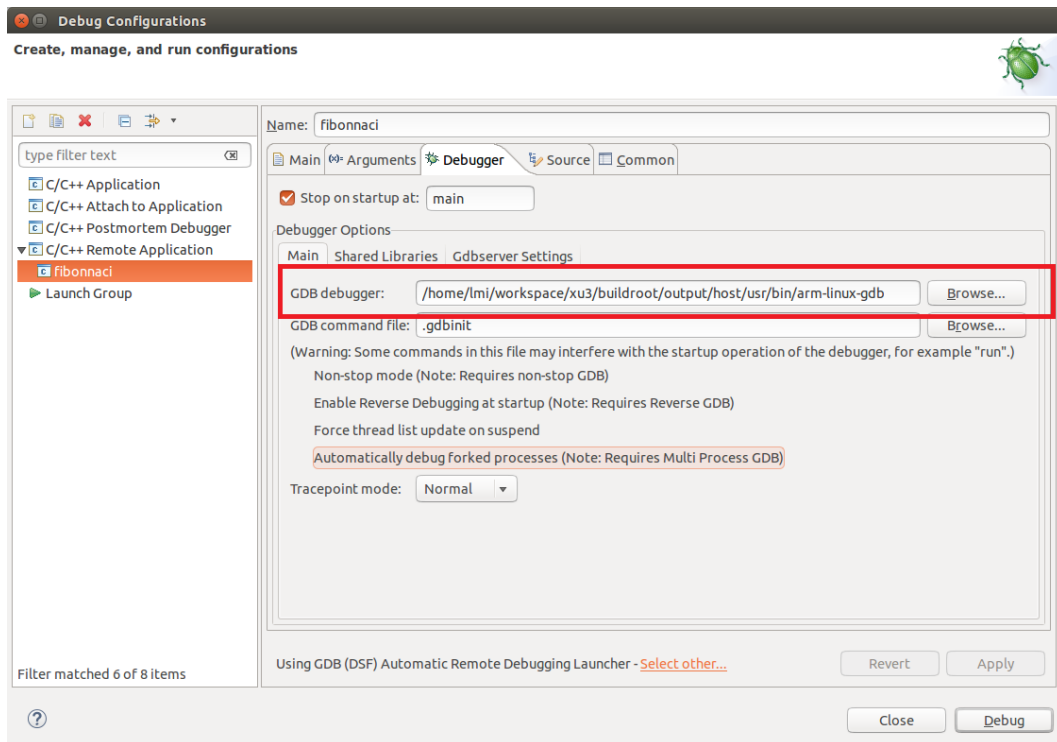 Debug Configurations
Create, manage, and run configurations
type filter text
C/C++ Application
C/C++ Attach to Application
C/C++ Postmortem Debugger
C/C++ Remote Application
fibonnaci
Launch Group
Filter matched 6 of 8 items
Name: fibonnaci
Main (x)= Arguments Debugger Source Common
Stop on startup at: main
Debugger Options
Main Shared Libraries Gdbserver Settings
GDB debugger: /home/lmi/workspace/xu3/buildroot/output/host/usr/bin/arm-linux-gdb Browse...
GDB command file: .gdbinit Browse...
(Warning: Some commands in this file may interfere with the startup operation of the debugger, for example "run".)
Non-stop mode (Note: Requires non-stop GDB)
Enable Reverse Debugging at startup (Note: Requires Reverse GDB)
Force thread list update on suspend
Automatically debug forked processes (Note: Requires Multi Process GDB)
Tracepoint mode: Normal
Using GDB (DSF) Automatic Remote Debugging Launcher - Select other...
Revert Apply
Close Debug